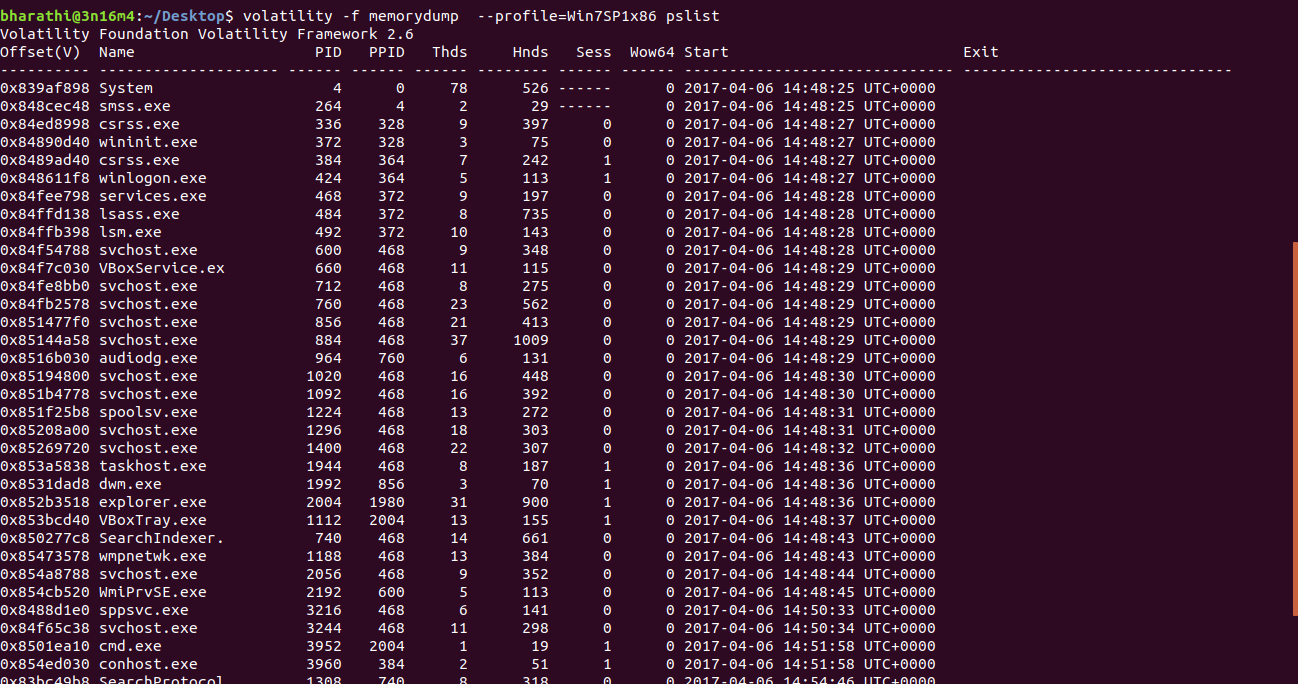 bharathi@3n16m4:~/Desktop$ volatility -f memorydump  --profile=Win7SP1x86 pslist
Volatility Foundation Volatility Framework 2.6
Offset(V)  Name                    PID   PPID   Thds     Hnds   Sess  Wow64 Start                          Exit
---------- -------------------- ------ ------ ------ -------- ------ ------ ------------------------------ ------------------------------
0x839af898 System                    4      0     78      526 ------      0 2017-04-06 14:48:25 UTC+0000
0x848cec48 smss.exe                264      4      2       29 ------      0 2017-04-06 14:48:25 UTC+0000
0x84ed8998 csrss.exe               336    328      9      397      0      0 2017-04-06 14:48:27 UTC+0000
0x84890d40 wininit.exe             372    328      3       75      0      0 2017-04-06 14:48:27 UTC+0000
0x8489ad40 csrss.exe               384    364      7      242      1      0 2017-04-06 14:48:27 UTC+0000
0x848611f8 winlogon.exe            424    364      5      113      1      0 2017-04-06 14:48:27 UTC+0000
0x84fee798 services.exe            468    372      9      197      0      0 2017-04-06 14:48:28 UTC+0000
0x84ffd138 lsass.exe               484    372      8      735      0      0 2017-04-06 14:48:28 UTC+0000
0x84ffb398 lsm.exe                 492    372     10      143      0      0 2017-04-06 14:48:28 UTC+0000
0x84f54788 svchost.exe             600    468      9      348      0      0 2017-04-06 14:48:28 UTC+0000
0x84f7c030 VBoxService.ex          660    468     11      115      0      0 2017-04-06 14:48:29 UTC+0000
0x84fe8bb0 svchost.exe             712    468      8      275      0      0 2017-04-06 14:48:29 UTC+0000
0x84fb2578 svchost.exe             760    468     23      562      0      0 2017-04-06 14:48:29 UTC+0000
0x851477f0 svchost.exe             856    468     21      413      0      0 2017-04-06 14:48:29 UTC+0000
0x85144a58 svchost.exe             884    468     37     1009      0      0 2017-04-06 14:48:29 UTC+0000
0x8516b030 audiodg.exe             964    760      6      131      0      0 2017-04-06 14:48:29 UTC+0000
0x85194800 svchost.exe            1020    468     16      448      0      0 2017-04-06 14:48:30 UTC+0000
0x851b4778 svchost.exe            1092    468     16      392      0      0 2017-04-06 14:48:30 UTC+0000
0x851f25b8 spoolsv.exe            1224    468     13      272      0      0 2017-04-06 14:48:31 UTC+0000
0x85208a00 svchost.exe            1296    468     18      303      0      0 2017-04-06 14:48:31 UTC+0000
0x85269720 svchost.exe            1400    468     22      307      0      0 2017-04-06 14:48:32 UTC+0000
0x853a5838 taskhost.exe           1944    468      8      187      1      0 2017-04-06 14:48:36 UTC+0000
0x8531dad8 dwm.exe                1992    856      3       70      1      0 2017-04-06 14:48:36 UTC+0000
0x852b3518 explorer.exe           2004   1980     31      900      1      0 2017-04-06 14:48:36 UTC+0000
0x853bcd40 VBoxTray.exe           1112   2004     13      155      1      0 2017-04-06 14:48:37 UTC+0000
0x850277c8 SearchIndexer.          740    468     14      661      0      0 2017-04-06 14:48:43 UTC+0000
0x85473578 wmpnetwk.exe           1188    468     13      384      0      0 2017-04-06 14:48:43 UTC+0000
0x854a8788 svchost.exe            2056    468      9      352      0      0 2017-04-06 14:48:44 UTC+0000
0x854cb520 WmiPrvSE.exe           2192    600      5      113      0      0 2017-04-06 14:48:45 UTC+0000
0x8488d1e0 sppsvc.exe             3216    468      6      141      0      0 2017-04-06 14:50:33 UTC+0000
0x84f65c38 svchost.exe            3244    468     11      298      0      0 2017-04-06 14:50:34 UTC+0000
0x8501ea10 cmd.exe                3952   2004      1       19      1      0 2017-04-06 14:51:58 UTC+0000
0x854ed030 conhost.exe            3960    384      2       51      1      0 2017-04-06 14:51:58 UTC+0000
0x83bc49b8 SearchProtocol         1308    740      8      318      0      0 2017-04-06 14:54:46 UTC+0000